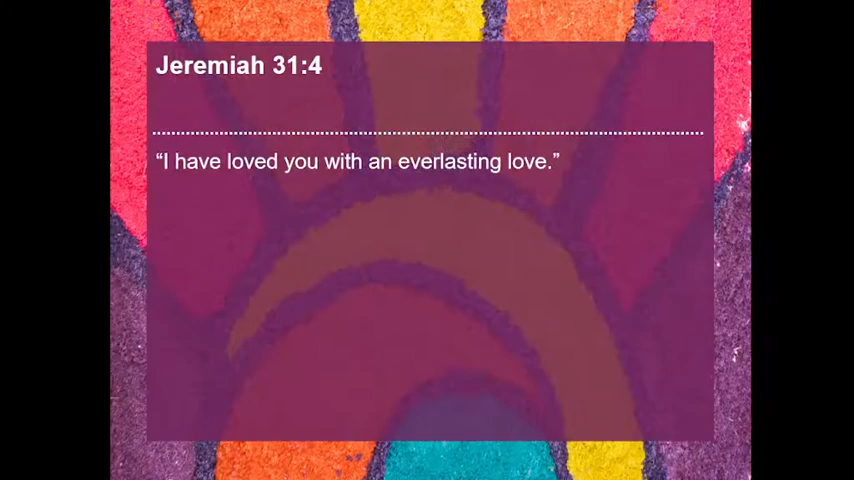 Jeremiah 31:4
“I have loved you with an everlasting love.”